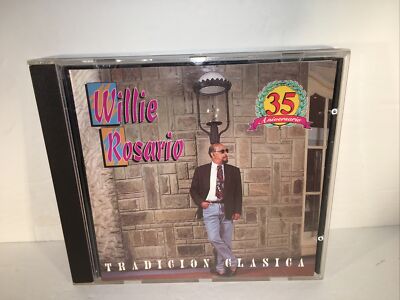 Willie
Rosario
35
Aniversario
TRADICION CLASICA